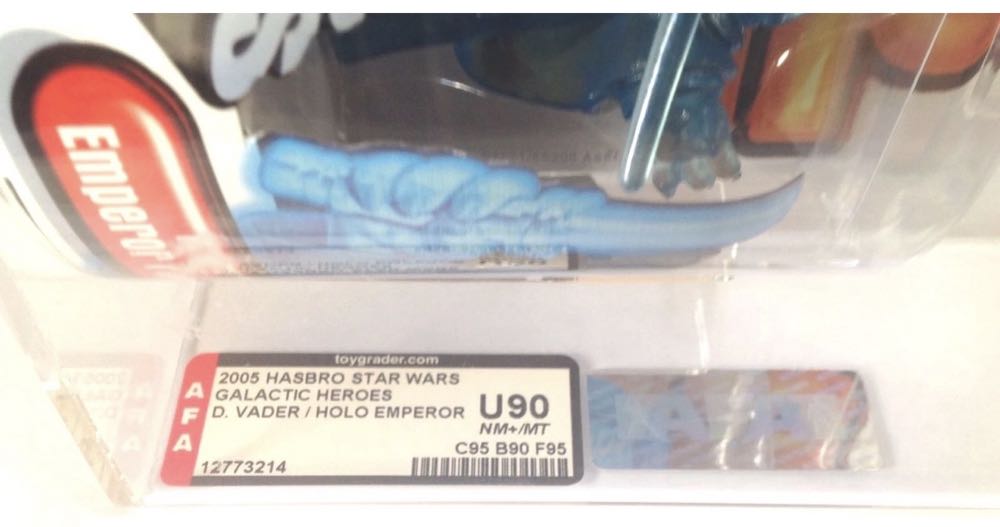 Emperor
toygrader.com
AFA
2005 HASBRO STAR WARS
GALACTIC HEROES
D. VADER / HOLO EMPEROR
U90
NM+/MT
C95 B90 F95
12773214
AFA